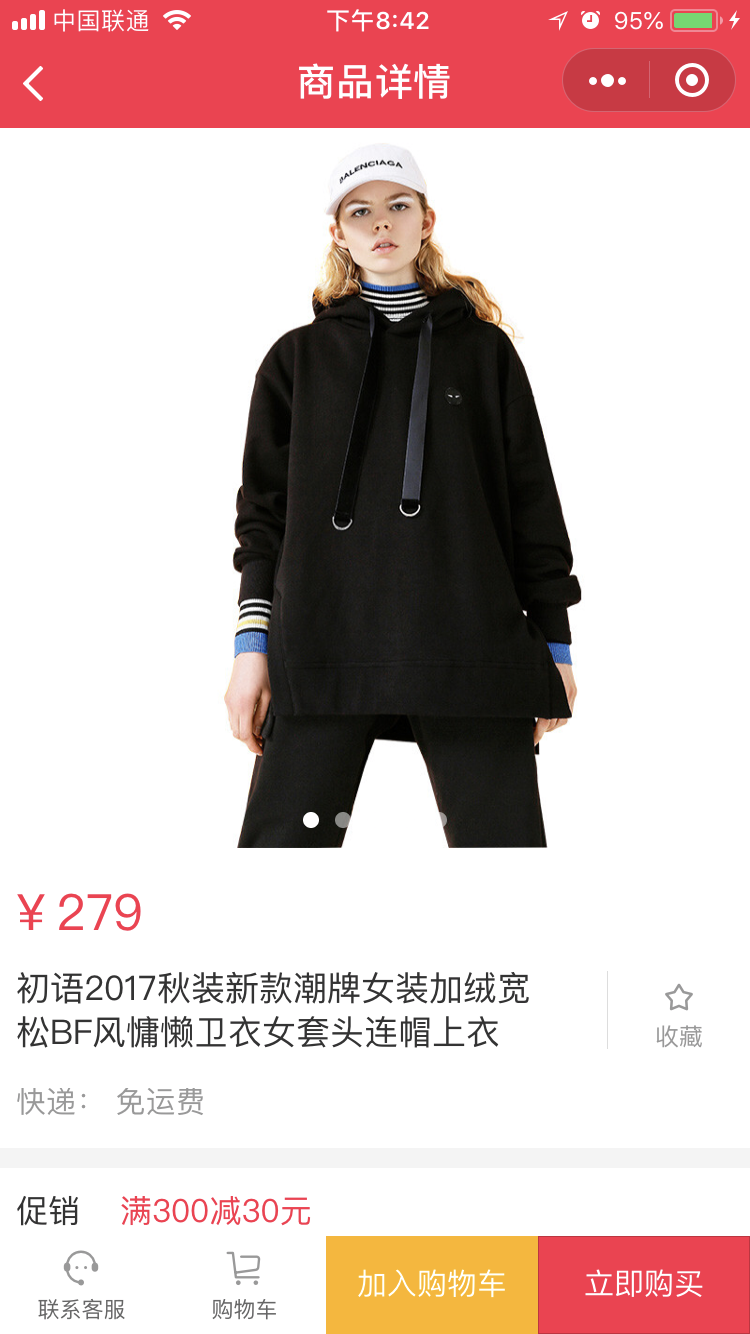 中国联通
下午8:42
95%
商品详情
BALENCIAGA
¥ 279
初语2017秋装新款潮牌女装加绒宽
松BF风慵懒卫衣女套头连帽上衣
收藏
快递： 免运费
促销 满300减30元
联系客服
购物车
加入购物车
立即购买